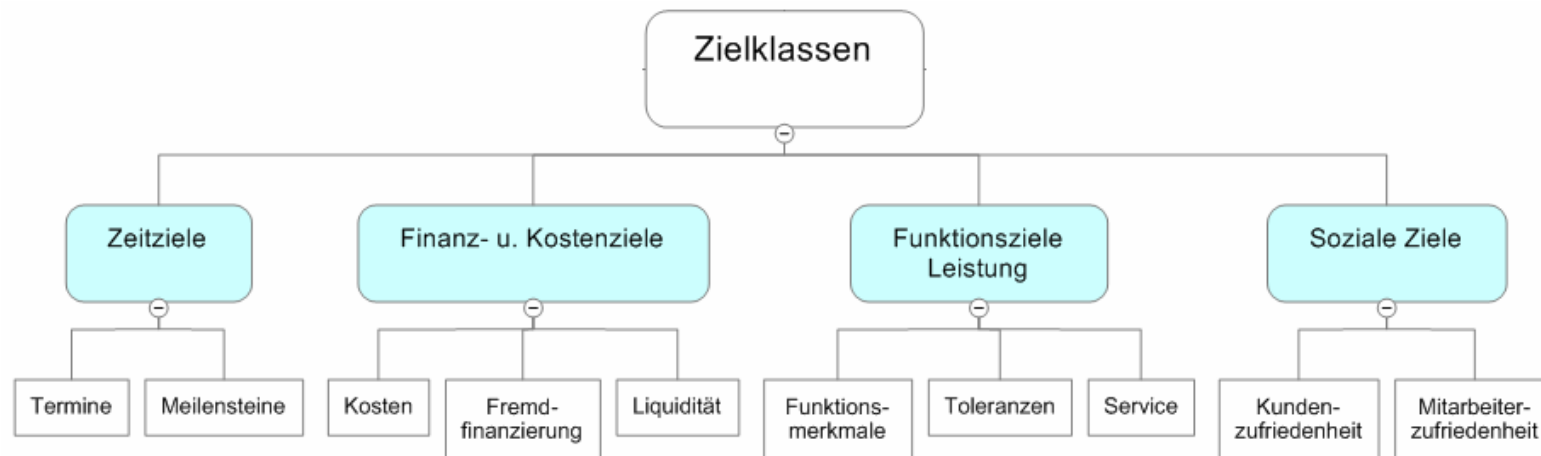 Zielklassen
Zeitziele
Finanz- u. Kostenziele
Funktionsziele
Leistung
Soziale Ziele
Termine
Meilensteine
Kosten
Fremd-
finanzierung
Liquidität
Funktions-
merkmale
Toleranzen
Service
Kunden-
zufriedenheit
Mitarbeiter-
zufriedenheit